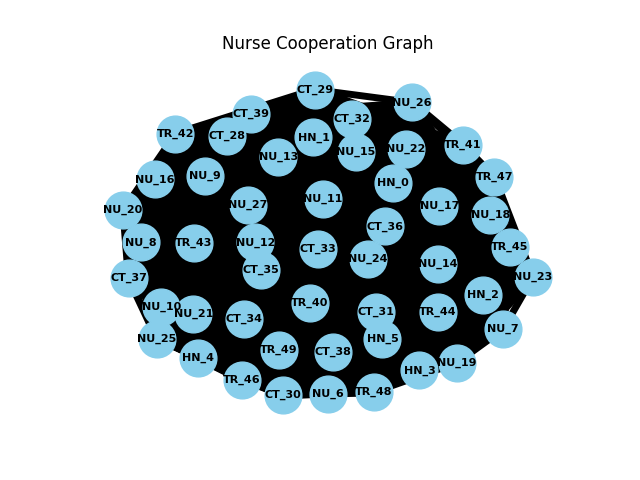 Nurse Cooperation Graph
CT_29
NU_26
CT_39
CT_32
TR_42
CT_28
HN_1
TR_41
NU_13
NU_15
NU_22
NU_16
NU_9
HN_0
TR_47
NU_20
NU_27
NU_11
NU_17
NU_18
CT_36
NU_8
TR_43
NU_12
CT_33
TR_45
NU_24
NU_14
CT_35
CT_37
NU_23
HN_2
NU_10
NU_21
TR_40
CT_31
TR_44
CT_34
NU_7
NU_25
HN_5
HN_4
TR_49
CT_38
NU_19
HN_3
TR_46
CT_30
NU_6
TR_48